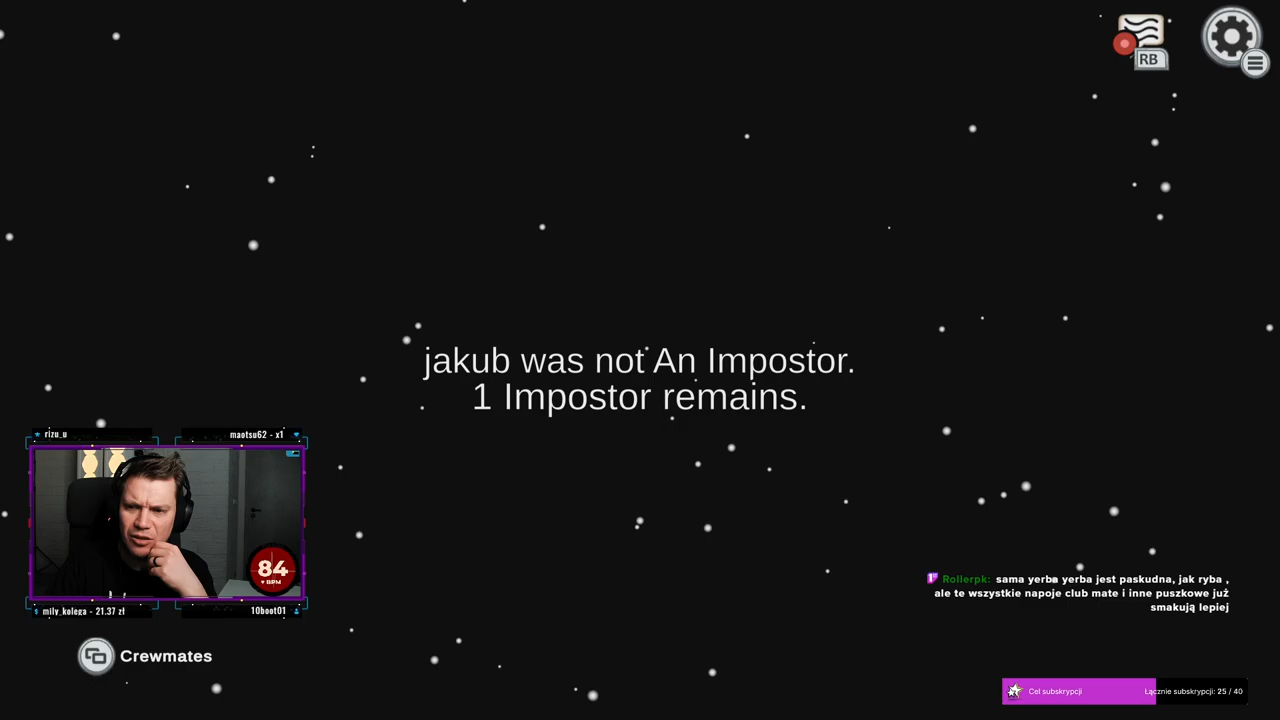 RB
jakub was not An Impostor.
1 Impostor remains.
rizu_u
maotsu62 - x1
84
♥ BPM
mily_kolega - 21.37 zł
10boot01
Crewmates
Rollerpk: sama yerba yerba jest paskudna, jak ryba ,
ale te wszystkie napoje club mate i inne puszkowe już
smakują lepiej
Cel subskrypcji
Łącznie subskrypcji: 25 / 40